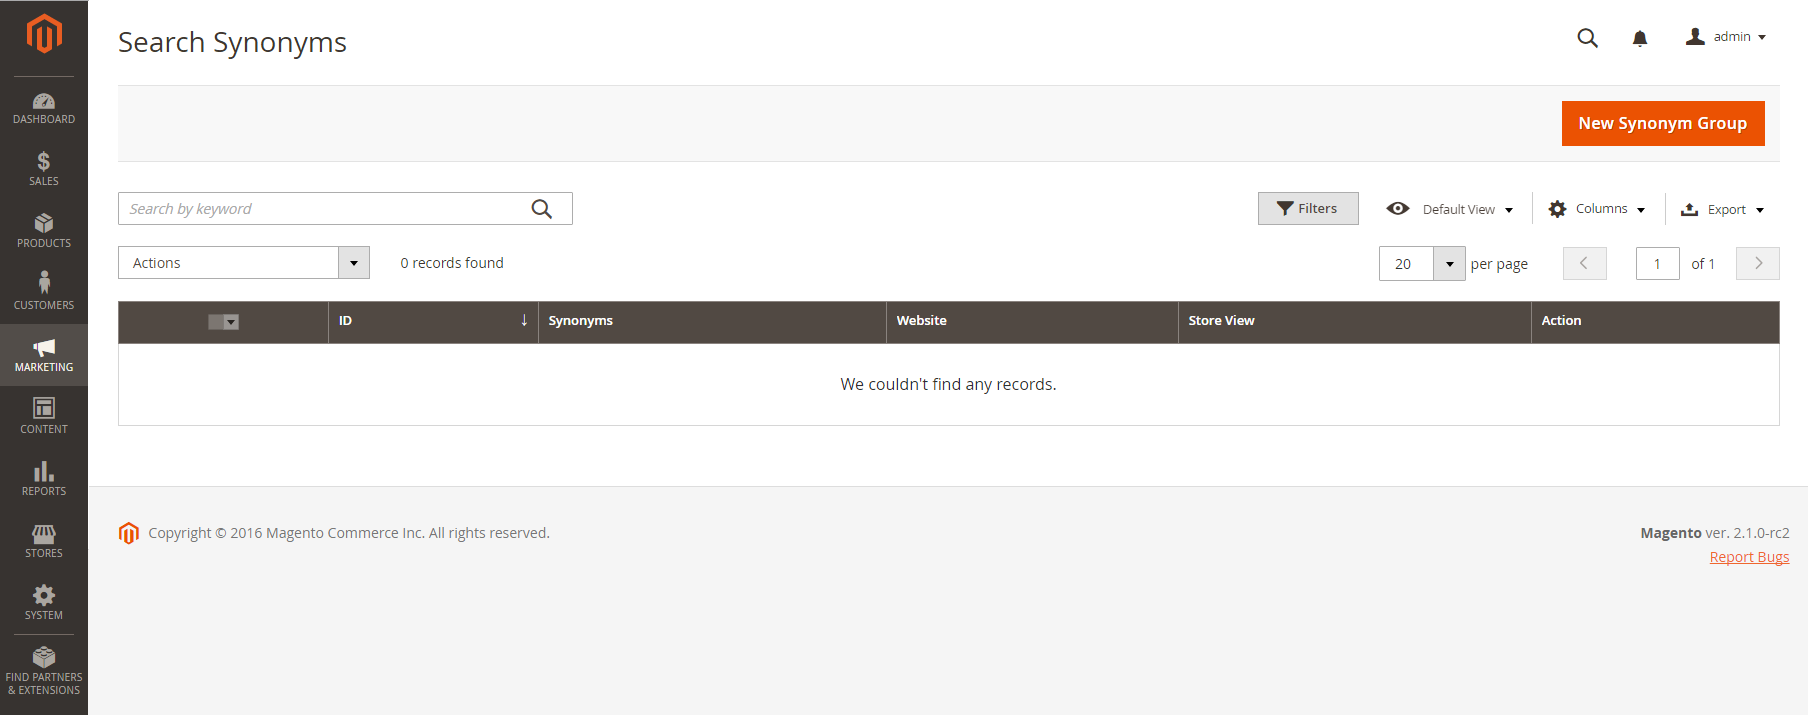 Search Synonyms
admin
DASHBOARD
SALES
PRODUCTS
CUSTOMERS
MARKETING
CONTENT
REPORTS
STORES
SYSTEM
FIND PARTNERS
& EXTENSIONS
New Synonym Group
Search by keyword
Filters
Default View
Columns
Export
Actions
0 records found
20 per page
1 of 1
ID ↓ Synonyms Website Store View Action
We couldn't find any records.
Copyright © 2016 Magento Commerce Inc. All rights reserved.
Magento ver. 2.1.0-rc2
Report Bugs